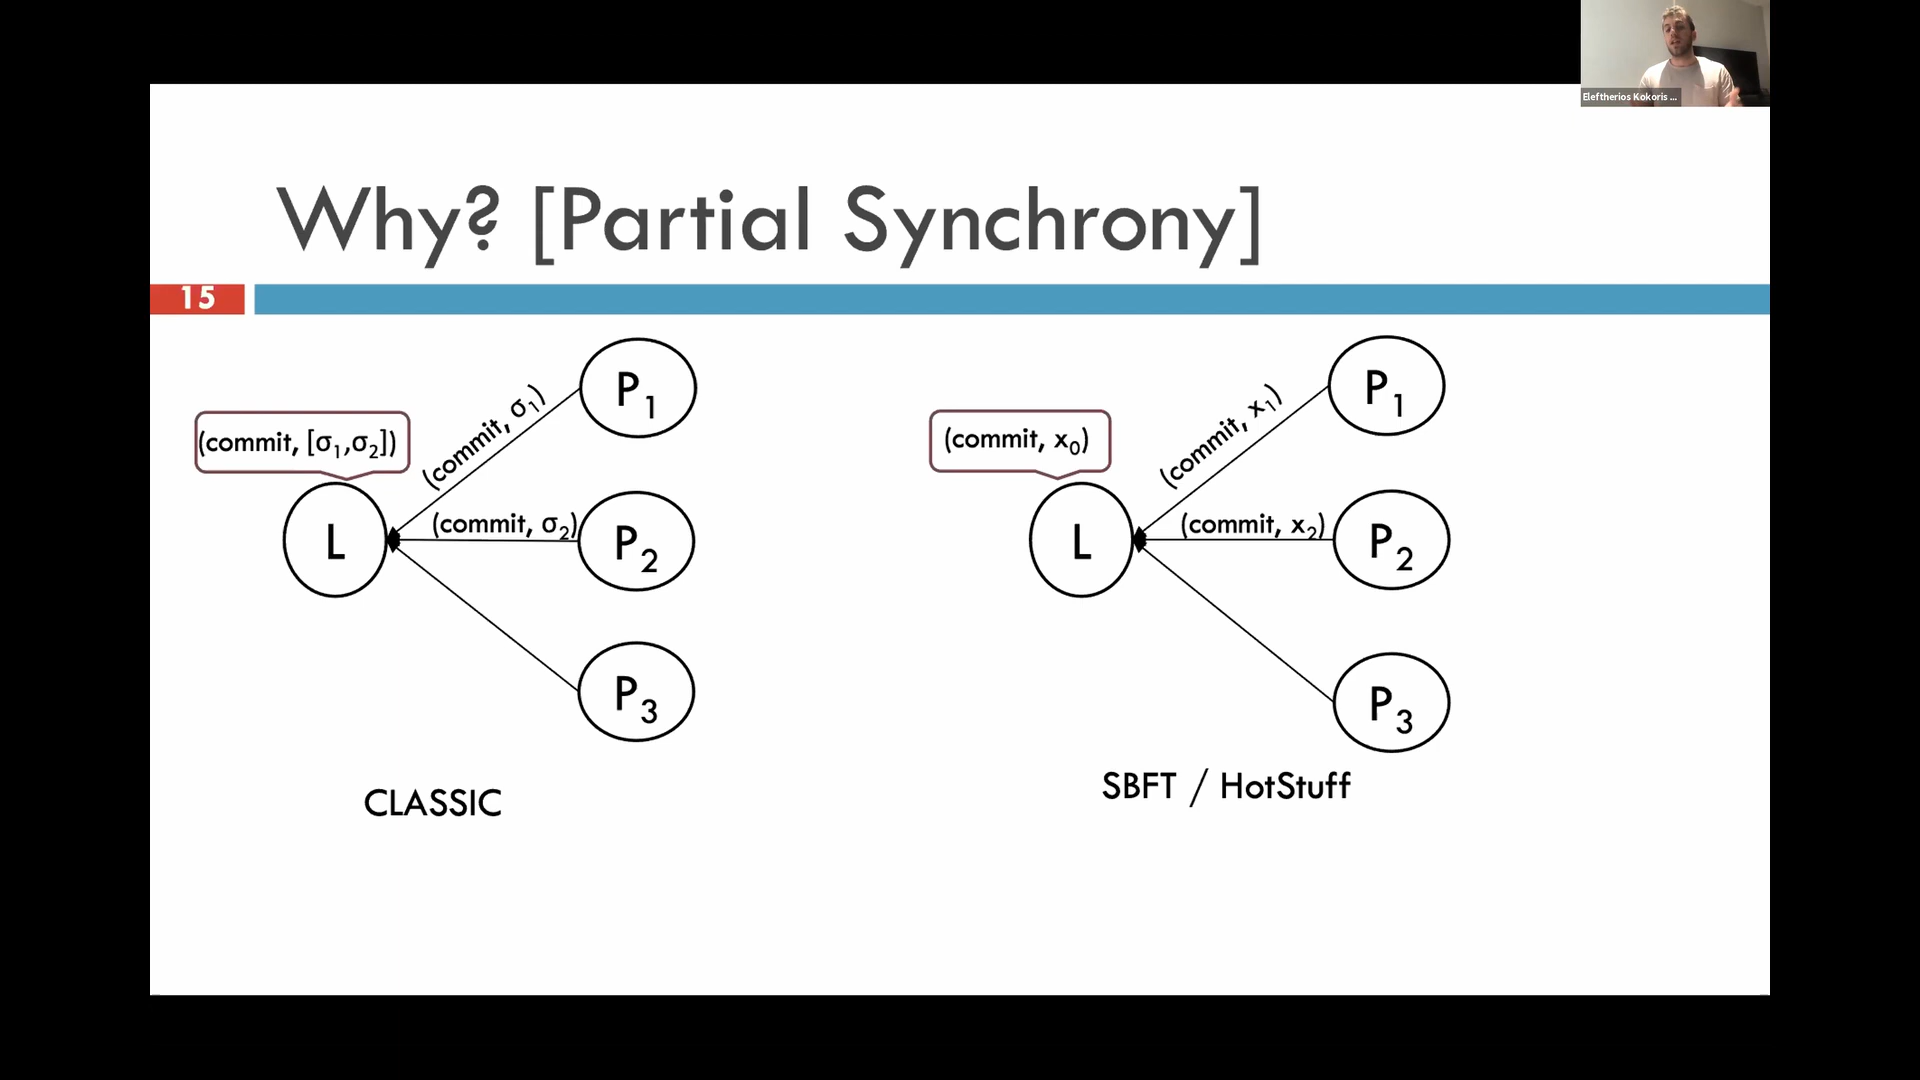 Eleftherios Kokoris ...
Why? [Partial Synchrony]
15
(commit, [σ₁,σ₂])
(commit, σ₁)
P₁
L
(commit, σ₂)
P₂
P₃
CLASSIC
(commit, x₀)
(commit, x₁)
P₁
L
(commit, x₂)
P₂
P₃
SBFT / HotStuff